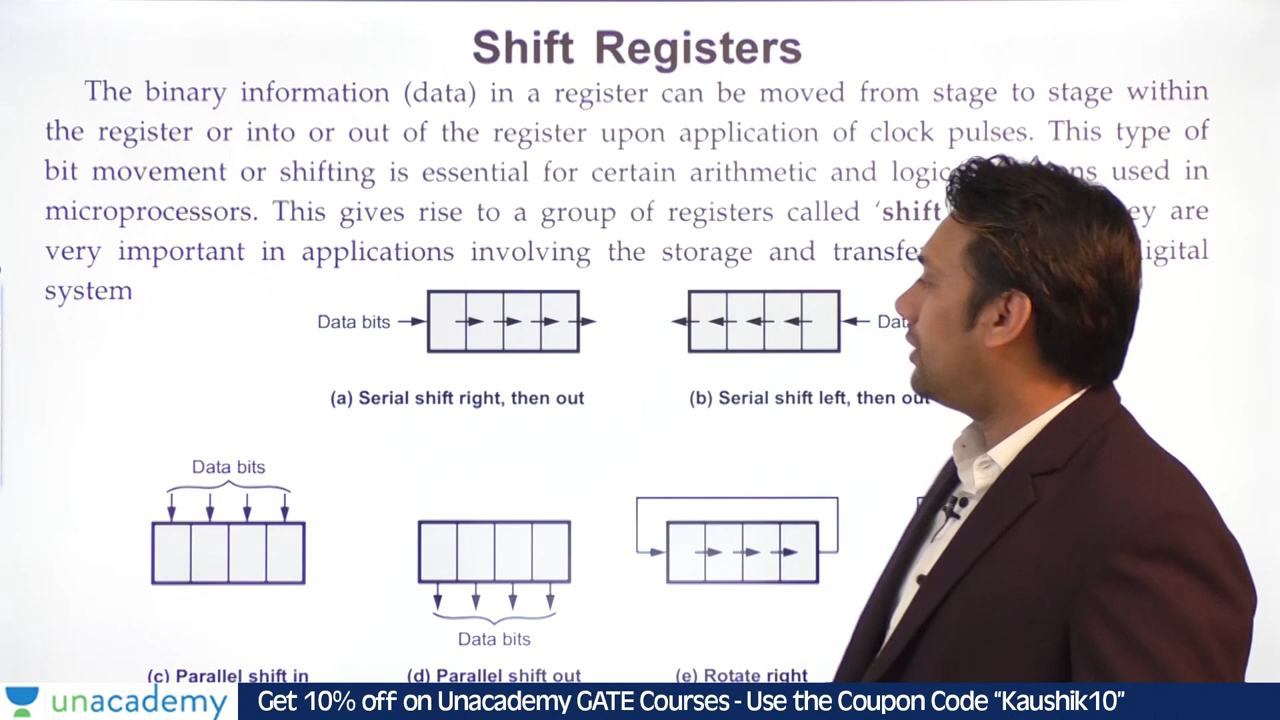 Shift Registers
The binary information (data) in a register can be moved from stage to stage within
the register or into or out of the register upon application of clock pulses. This type of
bit movement or shifting is essential for certain arithmetic and logic used in
microprocessors. This gives rise to a group of registers called ‘shift are
very important in applications involving the storage and
system
Data bits
(a) Serial shift right, then out
(b) Serial shift left, then out
Data bits
Data bits
(c) Parallel shift in
(d) Parallel shift out
(e) Rotate right
unacademy
Get 10% off on Unacademy GATE Courses - Use the Coupon Code “Kaushik10”